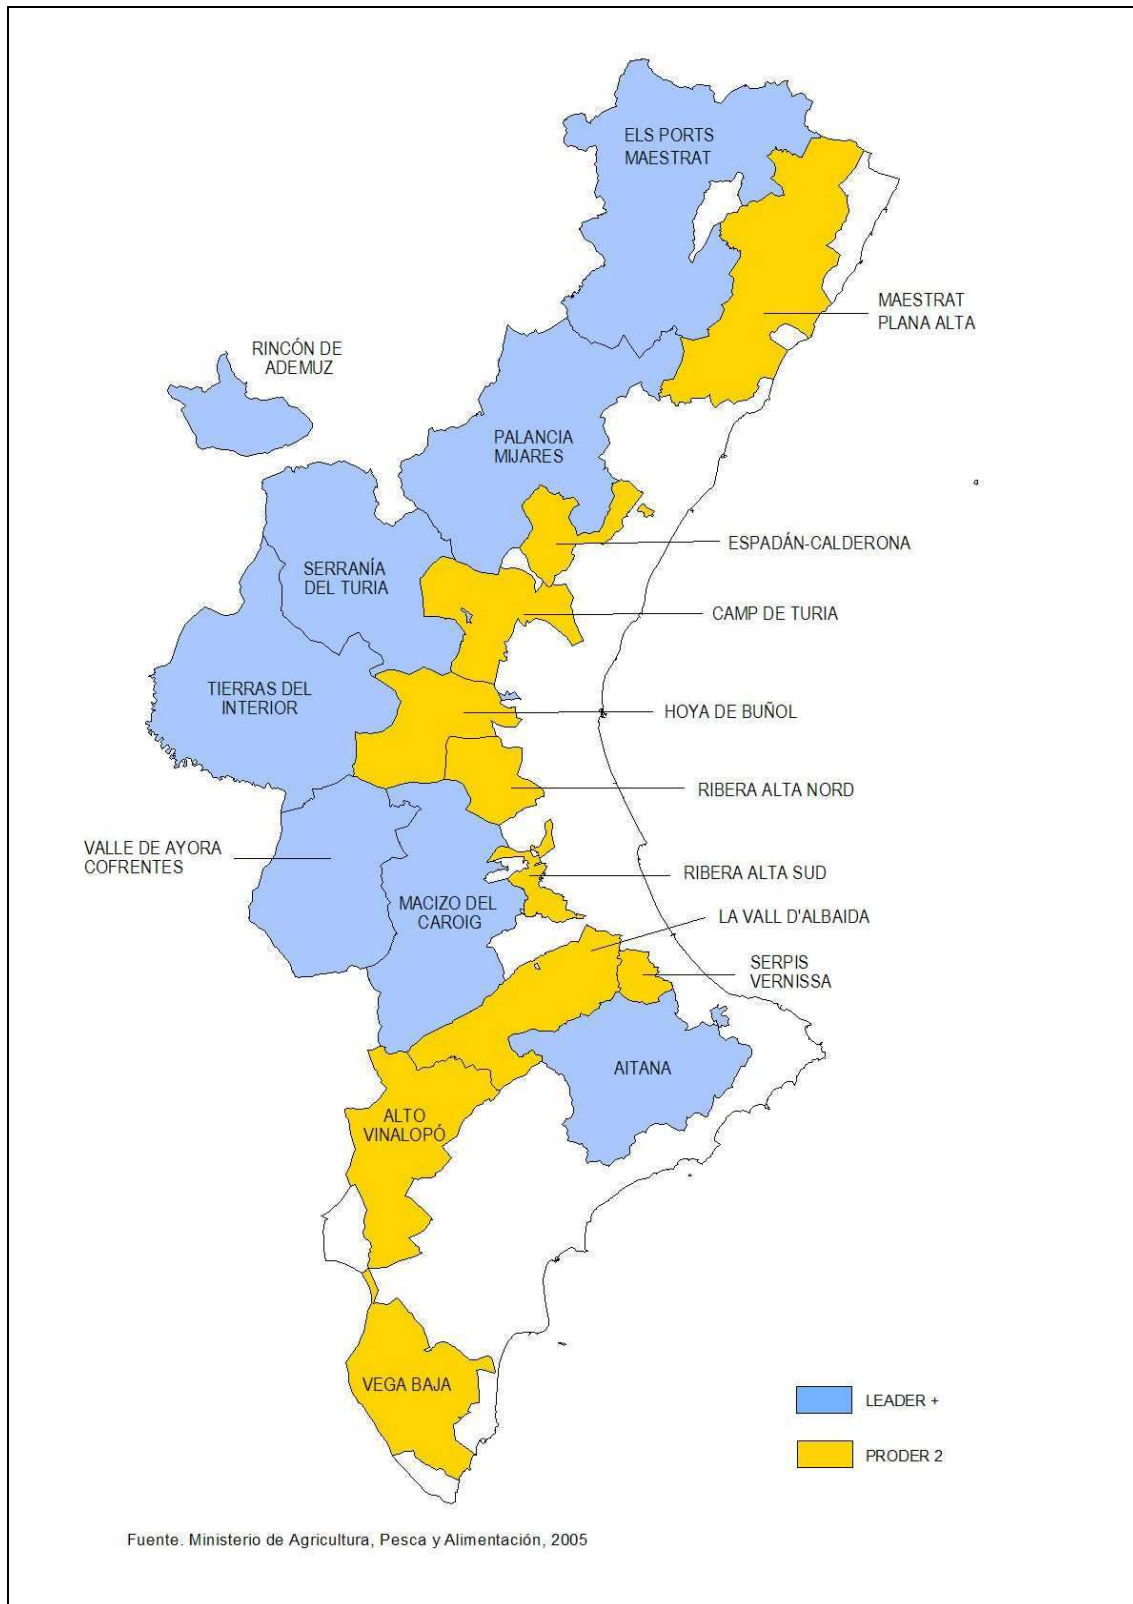 ELS PORTS
MAESTRAT
MAESTRAT
PLANA ALTA
RINCÓN DE
ADEMUZ
PALANCIA
MIJARES
ESPADÁN-CALDERONA
SERRANÍA
DEL TURIA
CAMP DE TURIA
TIERRAS DEL
INTERIOR
HOYA DE BUÑOL
RIBERA ALTA NORD
VALLE DE AYORA
COFRENTES
RIBERA ALTA SUD
MACIZO DEL
CAROIG
LA VALL D'ALBAIDA
SERPIS
VERNISSA
AITANA
ALTO
VINALOPÓ
VEGA BAJA
LEADER +
PRODER 2
Fuente. Ministerio de Agricultura, Pesca y Alimentación, 2005